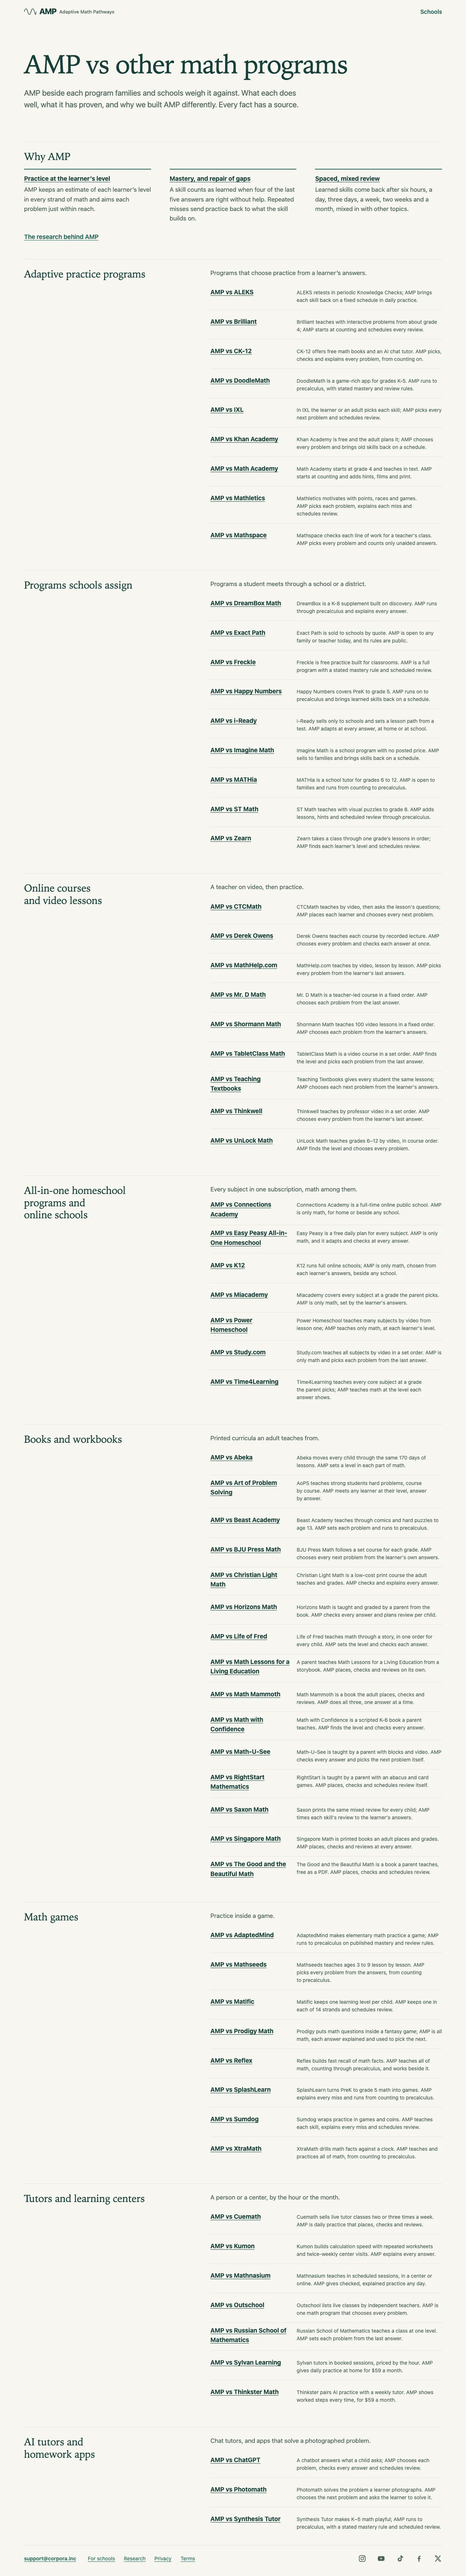 AMP Adaptive Math Pathways
Schools
AMP vs other math programs
AMP beside each program families and schools weigh it against. What each does
well, what it has proven, and why we built AMP differently. Every fact has a source.
Why AMP
Practice at the learner's level
AMP keeps an estimate of each learner's level
in every strand of math and aims each
problem just within reach.
Mastery, and repair of gaps
A skill counts as learned when four of the last
five answers are right without help. Repeated
misses send practice back to what the skill
builds on.
Spaced, mixed review
Learned skills come back after six hours, a
day, three days, a week, two weeks and a
month, mixed in with other topics.
The research behind AMP
Adaptive practice programs
Programs that choose practice from a learner's answers.
AMP vs ALEKS
ALEKS retests in periodic Knowledge Checks; AMP brings
each skill back on a fixed schedule in daily practice.
AMP vs Brilliant
Brilliant teaches with interactive problems from about grade
4; AMP starts at counting and schedules every review.
AMP vs CK-12
CK-12 offers free math books and an AI chat tutor. AMP picks,
checks and explains every problem, from counting on.
AMP vs DoodleMath
DoodleMath is a game-rich app for grades K-5. AMP runs to
precalculus, with stated mastery and review rules.
AMP vs IXL
In IXL the learner or an adult picks each skill; AMP picks every
next problem and schedules review.
AMP vs Khan Academy
Khan Academy is free and the adult plans it; AMP chooses
every problem and brings old skills back on a schedule.
AMP vs Math Academy
Math Academy starts at grade 4 and teaches in text. AMP
starts at counting and adds hints, films and print.
AMP vs Mathletics
Mathletics motivates with points, races and games.
AMP picks each problem, explains each miss and
schedules review.
AMP vs Mathspace
Mathspace checks each line of work for a teacher's class.
AMP picks every problem and counts only unaided answers.
Programs schools assign
Programs a student meets through a school or a district.
AMP vs DreamBox Math
DreamBox is a K-8 supplement built on discovery. AMP runs
through precalculus and explains every answer.
AMP vs Exact Path
Exact Path is sold to schools by quote. AMP is open to any
family or teacher today, and its rules are public.
AMP vs Freckle
Freckle is free practice built for classrooms. AMP is a full
program with a stated mastery rule and scheduled review.
AMP vs Happy Numbers
Happy Numbers covers PreK to grade 5. AMP runs on to
precalculus and brings learned skills back on a schedule.
AMP vs i-Ready
i-Ready sells only to schools and sets a lesson path from a
test. AMP adapts at every answer, at home or at school.
AMP vs Imagine Math
Imagine Math is a school program with no posted price. AMP
sells to families and brings skills back on a schedule.
AMP vs MATHia
MATHia is a school tutor for grades 6 to 12. AMP is open to
families and runs from counting to precalculus.
AMP vs ST Math
ST Math teaches with visual puzzles to grade 8. AMP adds
lessons, hints and scheduled review through precalculus.
AMP vs Zearn
Zearn takes a class through one grade's lessons in order;
AMP finds each learner's level and schedules review.
Online courses
and video lessons
A teacher on video, then practice.
AMP vs CTCMath
CTCMath teaches by video, then asks the lesson's questions;
AMP places each learner and chooses every next problem.
AMP vs Derek Owens
Derek Owens teaches each course by recorded lecture. AMP
chooses every problem and checks each answer at once.
AMP vs MathHelp.com
MathHelp.com teaches by video, lesson by lesson. AMP picks
every problem from the learner's last answers.
AMP vs Mr. D Math
Mr. D Math is a teacher-led course in a fixed order. AMP
chooses each problem from the last answer.
AMP vs Shormann Math
Shormann Math teaches 100 video lessons in a fixed order.
AMP chooses every problem from the learner's answers.
AMP vs TabletClass Math
TabletClass Math is a video course in a set order. AMP finds
the level and picks each problem from the last answer.
AMP vs Teaching
Textbooks
Teaching Textbooks gives every student the same lessons;
AMP chooses each next problem from the learner's answers.
AMP vs Thinkwell
Thinkwell teaches by professor video in a set order. AMP
chooses every problem from the learner's last answer.
AMP vs UnLock Math
UnLock Math teaches grades 6–12 by video, in course order.
AMP finds the level and chooses every problem.
All-in-one homeschool
programs and
online schools
Every subject in one subscription, math among them.
AMP vs Connections
Academy
Connections Academy is a full-time online public school. AMP
is only math, for home or beside any school.
AMP vs Easy Peasy All-in-
One Homeschool
Easy Peasy is a free daily plan for every subject. AMP is only
math, and it adapts and checks at every answer.
AMP vs K12
K12 runs full online schools; AMP is only math, chosen from
each learner's answers, beside any school.
AMP vs Miacademy
Miacademy covers every subject at a grade the parent picks.
AMP is only math, set by the learner's answers.
AMP vs Power
Homeschool
Power Homeschool teaches many subjects by video from
lesson one; AMP teaches only math, at each learner's level.
AMP vs Study.com
Study.com teaches all subjects by video in a set order. AMP is
only math and picks each problem from the last answer.
AMP vs Time4Learning
Time4Learning teaches every core subject at a grade
the parent picks; AMP teaches math at the level each
answer shows.
Books and workbooks
Printed curricula an adult teaches from.
AMP vs Abeka
Abeka moves every child through the same 170 days of
lessons. AMP sets a level in each part of math.
AMP vs Art of Problem
Solving
AoPS teaches strong students hard problems, course
by course. AMP meets any learner at their level, answer
by answer.
AMP vs Beast Academy
Beast Academy teaches through comics and hard puzzles to
age 13. AMP sets each problem and runs to precalculus.
AMP vs BJU Press Math
BJU Press Math follows a set course for each grade. AMP
chooses every next problem from the learner's own answers.
AMP vs Christian Light
Math
Christian Light Math is a low-cost print course the adult
teaches and grades. AMP checks and explains every answer.
AMP vs Horizons Math
Horizons Math is taught and graded by a parent from the
book. AMP checks every answer and plans review per child.
AMP vs Life of Fred
Life of Fred teaches math through a story, in one order for
every child. AMP sets the level and checks each answer.
AMP vs Math Lessons for a
Living Education
A parent teaches Math Lessons for a Living Education from a
storybook. AMP places, checks and reviews on its own.
AMP vs Math Mammoth
Math Mammoth is a book the adult places, checks and
reviews. AMP does all three, one answer at a time.
AMP vs Math with
Confidence
Math with Confidence is a scripted K-6 book a parent
teaches. AMP finds the level and checks every answer.
AMP vs Math-U-See
Math-U-See is taught by a parent with blocks and video. AMP
checks every answer and picks the next problem itself.
AMP vs RightStart
Mathematics
RightStart is taught by a parent with an abacus and card
games. AMP places, checks and schedules review itself.
AMP vs Saxon Math
Saxon prints the same mixed review for every child; AMP
times each skill's review to the learner's answers.
AMP vs Singapore Math
Singapore Math is printed books an adult places and grades.
AMP places, checks and reviews at every answer.
AMP vs The Good and the
Beautiful Math
The Good and the Beautiful Math is a book a parent teaches,
free as a PDF. AMP places, checks and schedules review.
Math games
Practice inside a game.
AMP vs AdaptedMind
AdaptedMind makes elementary math practice a game; AMP
runs to precalculus on published mastery and review rules.
AMP vs Mathseeds
Mathseeds teaches ages 3 to 9 lesson by lesson. AMP
picks every problem from the answers, from counting
to precalculus.
AMP vs Matific
Matific keeps one learning level per child. AMP keeps one in
each of 14 strands and schedules review.
AMP vs Prodigy Math
Prodigy puts math questions inside a fantasy game; AMP is all
math, each answer explained and used to pick the next.
AMP vs Reflex
Reflex builds fast recall of math facts. AMP teaches all of
math, counting through precalculus, and works beside it.
AMP vs SplashLearn
SplashLearn turns PreK to grade 5 math into games. AMP
explains every miss and runs from counting to precalculus.
AMP vs Sumdog
Sumdog wraps practice in games and coins. AMP teaches
each skill, explains every miss and schedules review.
AMP vs XtraMath
XtraMath drills math facts against a clock. AMP teaches and
practices all of math, from counting to precalculus.
Tutors and learning centers
A person or a center, by the hour or the month.
AMP vs Cuemath
Cuemath sells live tutor classes two or three times a week.
AMP is daily practice that places, checks and reviews.
AMP vs Kumon
Kumon builds calculation speed with repeated worksheets
and twice-weekly center visits. AMP explains every answer.
AMP vs Mathnasium
Mathnasium teaches in scheduled sessions, in a center or
online. AMP gives checked, explained practice any day.
AMP vs Outschool
Outschool lists live classes by independent teachers. AMP is
one math program that chooses every problem.
AMP vs Russian School of
Mathematics
Russian School of Mathematics teaches a class at one level.
AMP sets each problem from the last answer.
AMP vs Sylvan Learning
Sylvan tutors in booked sessions, priced by the hour. AMP
gives daily practice at home for $59 a month.
AMP vs Thinkster Math
Thinkster pairs AI practice with a weekly tutor. AMP shows
worked steps every time, for $59 a month.
AI tutors and
homework apps
Chat tutors, and apps that solve a photographed problem.
AMP vs ChatGPT
A chatbot answers what a child asks; AMP chooses each
problem, checks every answer and schedules review.
AMP vs Photomath
Photomath solves the problem a learner photographs. AMP
chooses the next problem and asks the learner to solve it.
AMP vs Synthesis Tutor
Synthesis Tutor makes K–5 math playful; AMP runs to
precalculus, with a stated mastery rule and scheduled review.
support@corpora.inc For schools Research Privacy Terms